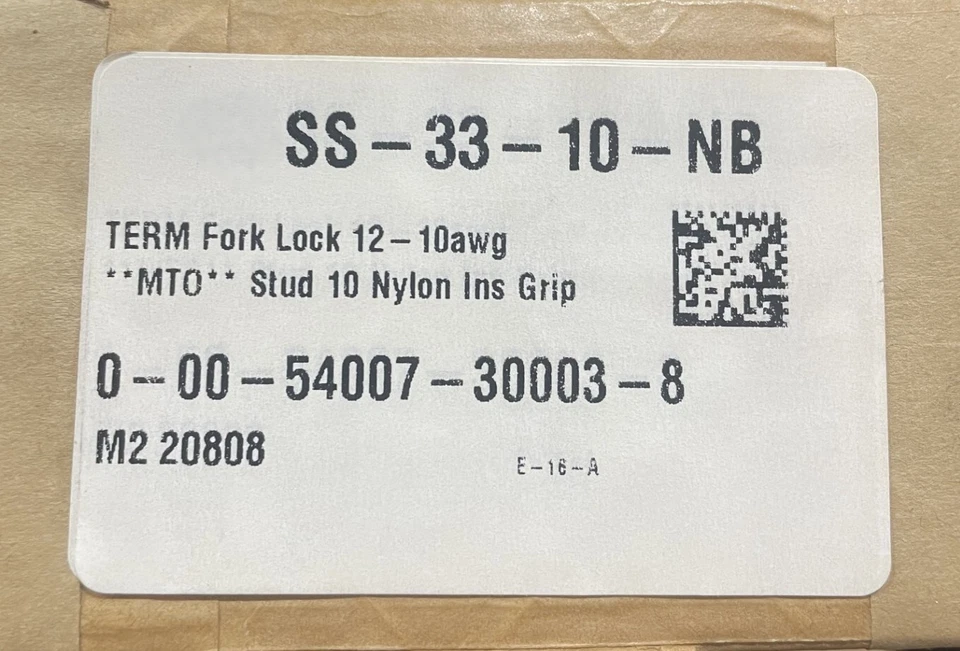 SS-33-10-NB
TERM Fork Lock 12-10awg
**MTO** Stud 10 Nylon Ins Grip
0-00-54007-30003-8
M2 20808
E-16-A